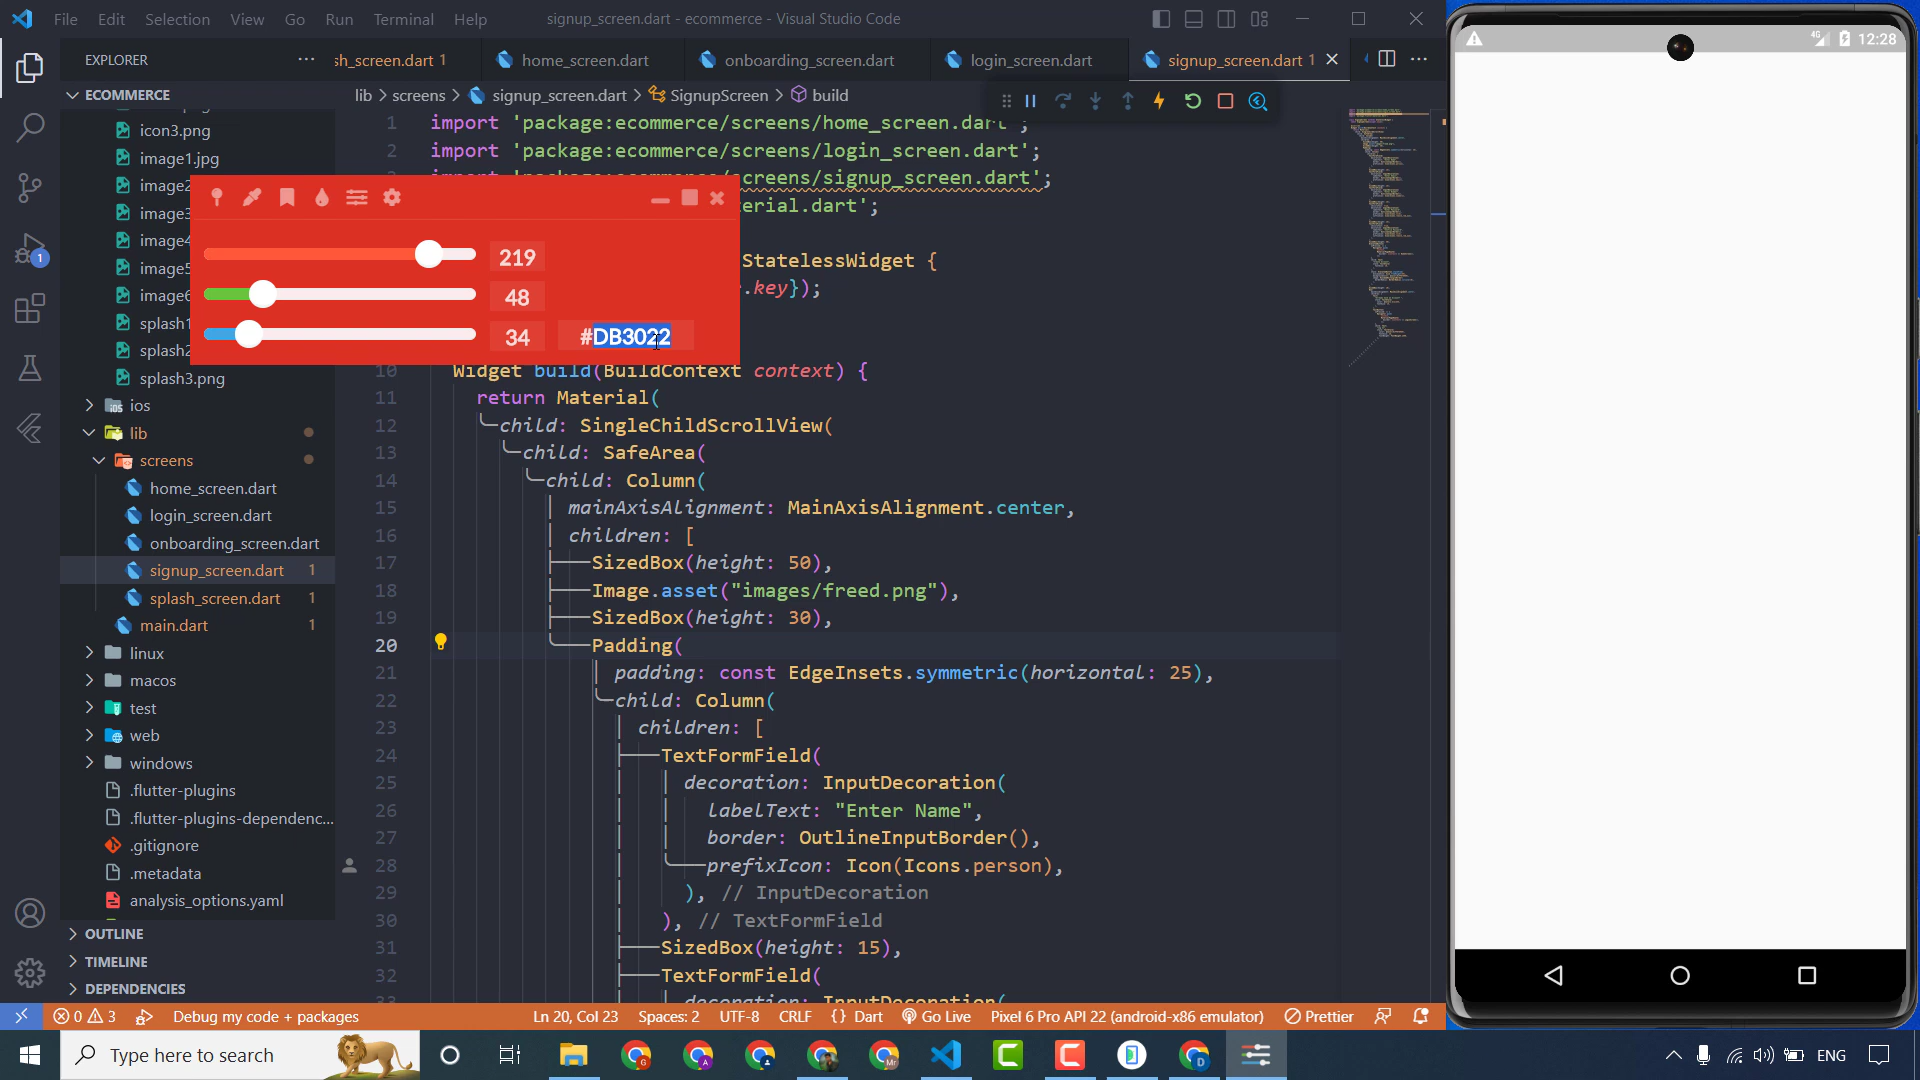 File Edit Selection View Go Run Terminal Help signup_screen.dart - ecommerce - Visual Studio Code
EXPLORER
sh_screen.dart 1 home_screen.dart onboarding_screen.dart login_screen.dart signup_screen.dart 1
ECOMMERCE
lib > screens > signup_screen.dart > SignupScreen > build
icon3.png
image1.jpg
image2
image3
image4
image5
image6
splash1
splash2
splash3.png
ios
lib
screens
home_screen.dart
login_screen.dart
onboarding_screen.dart
signup_screen.dart 1
splash_screen.dart 1
main.dart 1
linux
macos
test
web
windows
.flutter-plugins
.flutter-plugins-dependenc...
.gitignore
.metadata
analysis_options.yaml
OUTLINE
TIMELINE
DEPENDENCIES
1
219
48
34 #DB3022
1 import 'package:ecommerce/screens/home_screen.dart';
2 import 'package:ecommerce/screens/login_screen.dart';
screens/signup_screen.dart';
erial.dart';
StatelessWidget {
.key});
10 Widget build(BuildContext context) {
11 return Material(
12 child: SingleChildScrollView(
13 child: SafeArea(
14 child: Column(
15 mainAxisAlignment: MainAxisAlignment.center,
16 children: [
17 SizedBox(height: 50),
18 Image.asset("images/freed.png"),
19 SizedBox(height: 30),
20 Padding(
21 padding: const EdgeInsets.symmetric(horizontal: 25),
22 child: Column(
23 children: [
24 TextFormField(
25 decoration: InputDecoration(
26 labelText: "Enter Name",
27 border: OutlineInputBorder(),
28 prefixIcon: Icon(Icons.person),
29 ), // InputDecoration
30 ), // TextFormField
31 SizedBox(height: 15),
32 TextFormField(
33 decoration: InputDecoration(
0 3 Debug my code + packages Ln 20, Col 23 Spaces: 2 UTF-8 CRLF {} Dart Go Live Pixel 6 Pro API 22 (android-x86 emulator) Prettier
4G 12:28
Type here to search
ENG